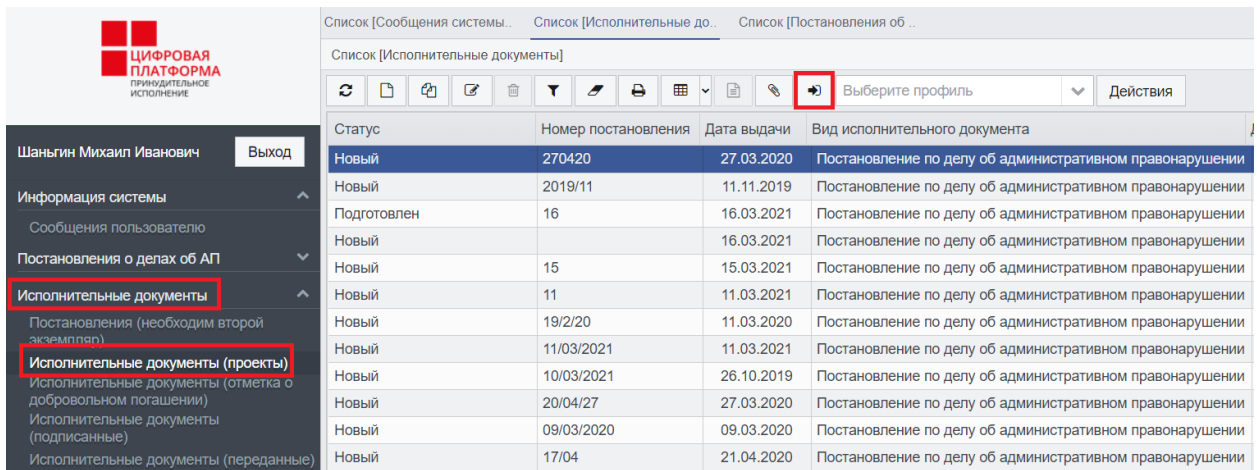 ЦИФРОВАЯ
ПЛАТФОРМА
ПРИНУДИТЕЛЬНОЕ
ИСПОЛНЕНИЕ
Шаньгин Михаил Иванович Выход
Информация системы
Сообщения пользователю
Постановления о делах об АП
Исполнительные документы
Постановления (необходим второй
экземпляр)
Исполнительные документы (проекты)
Исполнительные документы (отметка о
добровольном погашении)
Исполнительные документы
(подписанные)
Исполнительные документы (переданные)
Список [Сообщения системы.. Список [Исполнительные до.. Список [Постановления об ..
Список [Исполнительные документы]
Выберите профиль Действия
Статус Номер постановления Дата выдачи Вид исполнительного документа
Новый 270420 27.03.2020 Постановление по делу об административном правонарушении
Новый 2019/11 11.11.2019 Постановление по делу об административном правонарушении
Подготовлен 16 16.03.2021 Постановление по делу об административном правонарушении
Новый 16.03.2021 Постановление по делу об административном правонарушении
Новый 15 15.03.2021 Постановление по делу об административном правонарушении
Новый 11 11.03.2021 Постановление по делу об административном правонарушении
Новый 19/2/20 11.03.2020 Постановление по делу об административном правонарушении
Новый 11/03/2021 11.03.2021 Постановление по делу об административном правонарушении
Новый 10/03/2021 26.10.2019 Постановление по делу об административном правонарушении
Новый 20/04/27 27.03.2020 Постановление по делу об административном правонарушении
Новый 09/03/2020 09.03.2020 Постановление по делу об административном правонарушении
Новый 17/04 21.04.2020 Постановление по делу об административном правонарушении